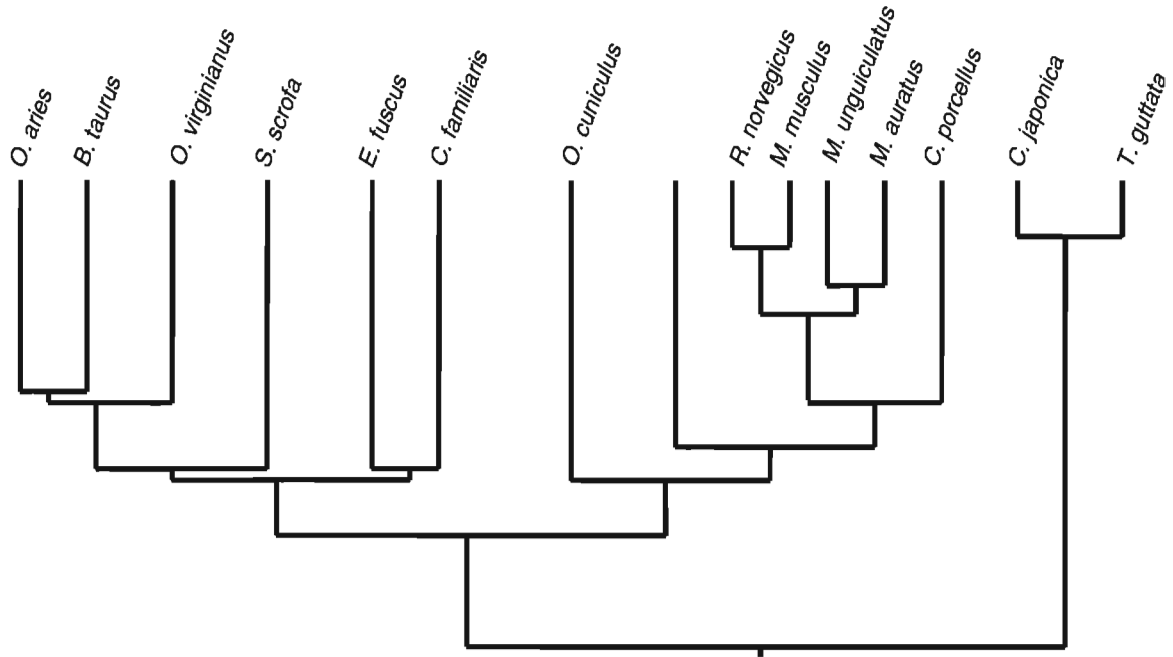 O. aries
B. taurus
O. virginianus
S. scrofa
E. fuscus
C. familiaris
O. cuniculus
R. norvegicus
M. musculus
M. unguiculatus
M. auratus
C. porcellus
C. japonica
T. guttata